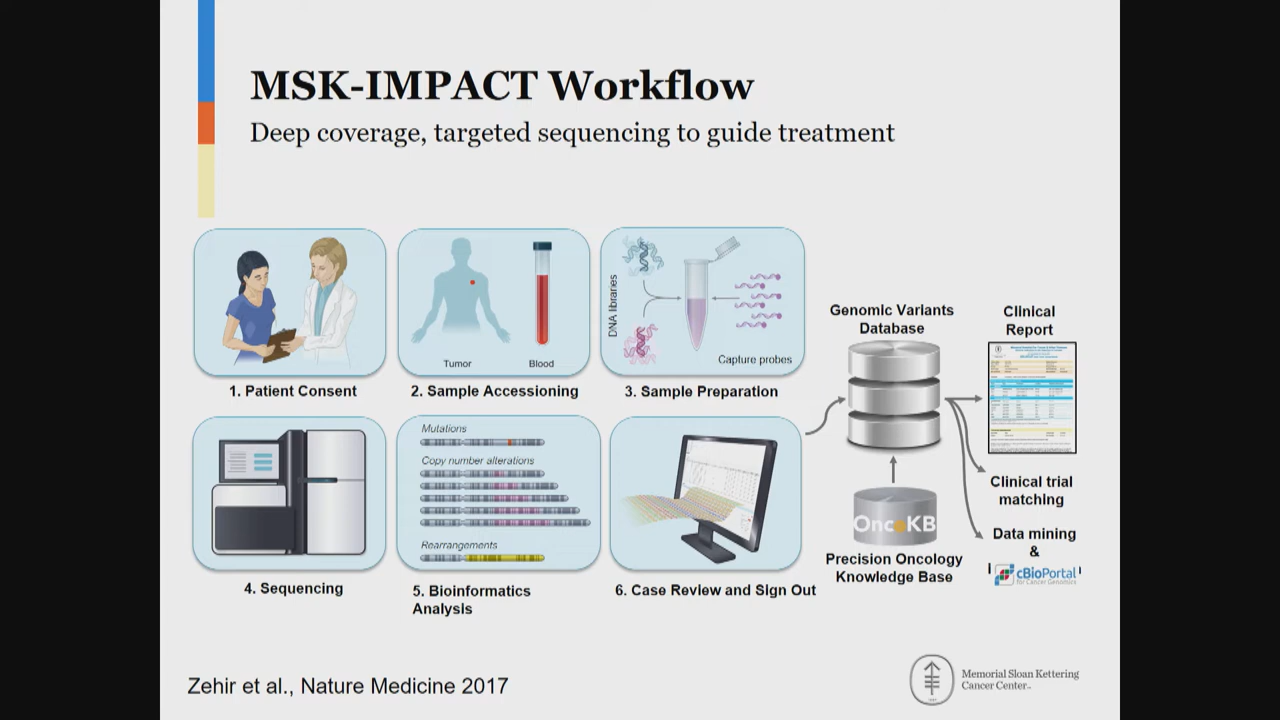 MSK-IMPACT Workflow
Deep coverage, targeted sequencing to guide treatment
DNA libraries
Capture probes
Tumor
Blood
1. Patient Consent
2. Sample Accessioning
3. Sample Preparation
Mutations
Copy number alterations
Rearrangements
4. Sequencing
5. Bioinformatics
Analysis
6. Case Review and Sign Out
Genomic Variants
Database
OncoKB
Precision Oncology
Knowledge Base
Clinical
Report
Clinical trial
matching
Data mining
&
cBioPortal
for Cancer Genomics
Zehir et al., Nature Medicine 2017
Memorial Sloan Kettering
Cancer Center